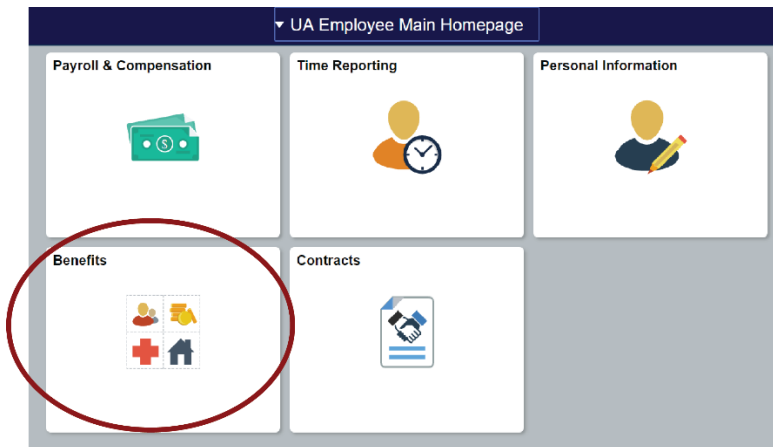 UA Employee Main Homepage
Payroll & Compensation
Time Reporting
Personal Information
$
Benefits
Contracts